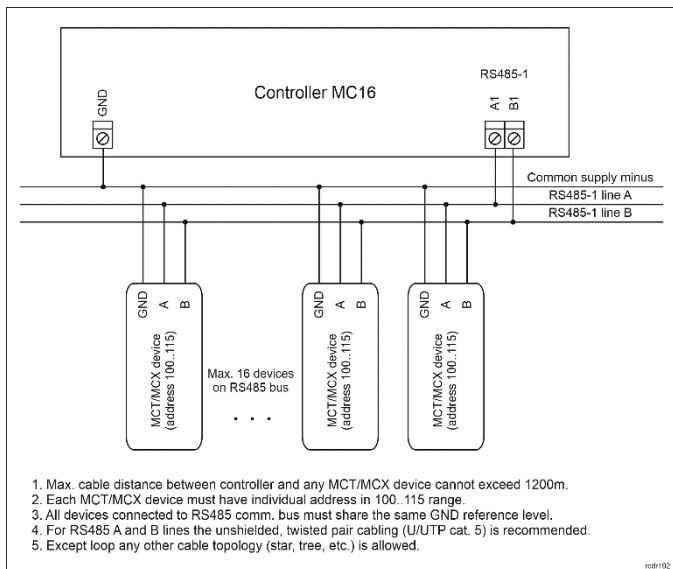 RS485-1
Controller MC16
GND
A1
B1
Common supply minus
RS485-1 line A
RS485-1 line B
GND
A
B
MCT/MCX device
(address 100..115)
Max. 16 devices
on RS485 bus
. . .
GND
A
B
MCT/MCX device
(address 100..115)
GND
A
B
MCT/MCX device
(address 100..115)
1. Max. cable distance between controller and any MCT/MCX device cannot exceed 1200m.
2. Each MCT/MCX device must have individual address in 100..115 range.
3. All devices connected to RS485 comm. bus must share the same GND reference level.
4. For RS485 A and B lines the unshielded, twisted pair cabling (U/UTP cat. 5) is recommended.
5. Except loop any other cable topology (star, tree, etc.) is allowed.
rcdr192